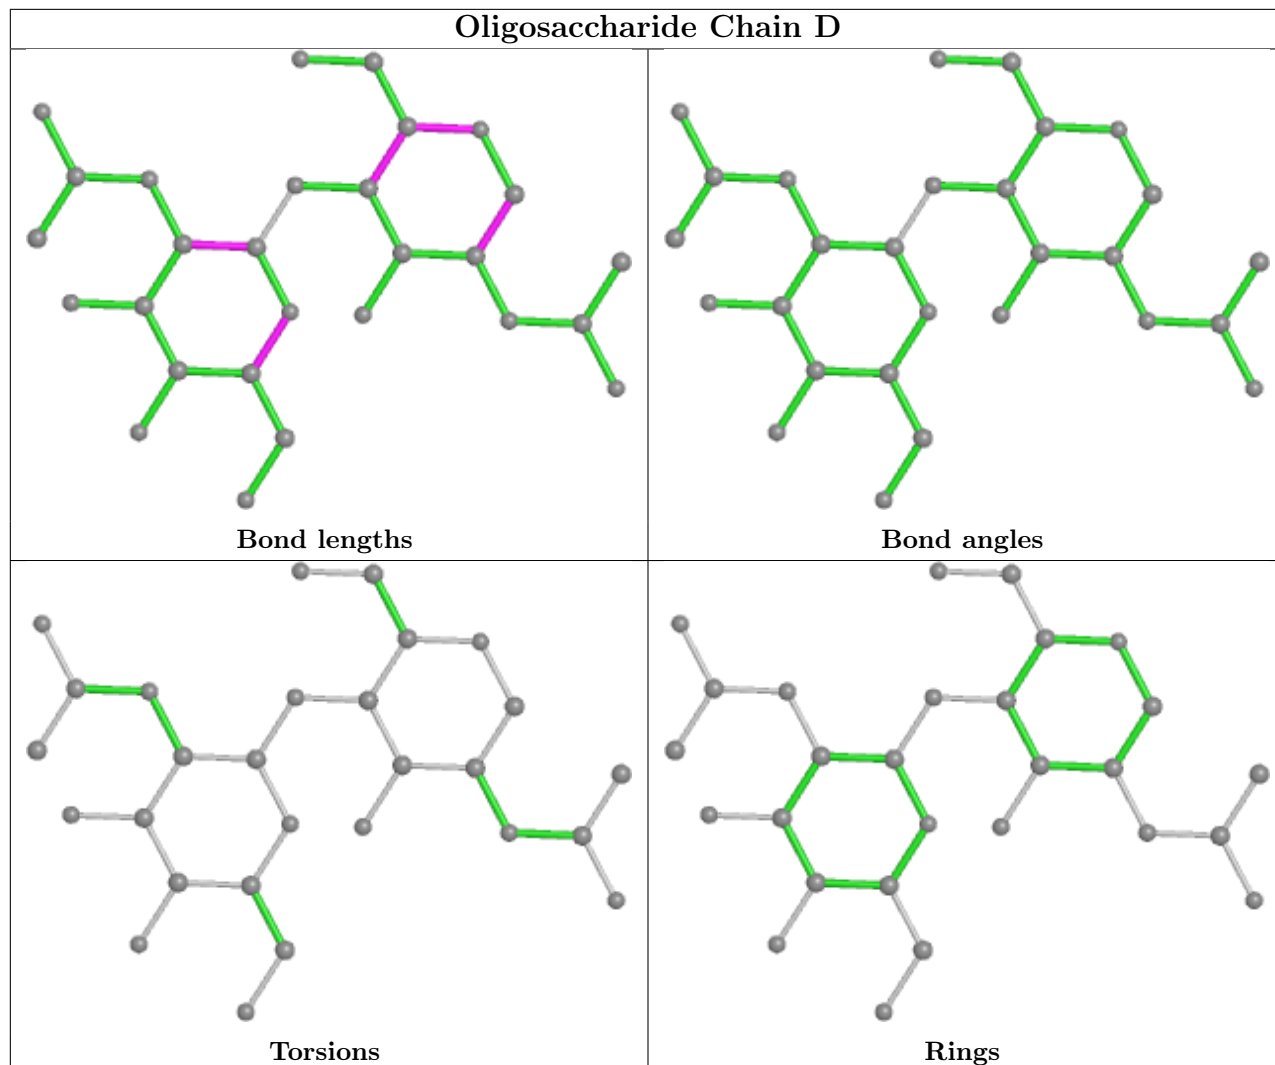 Oligosaccharide Chain D
Bond lengths
Bond angles
Torsions
Rings